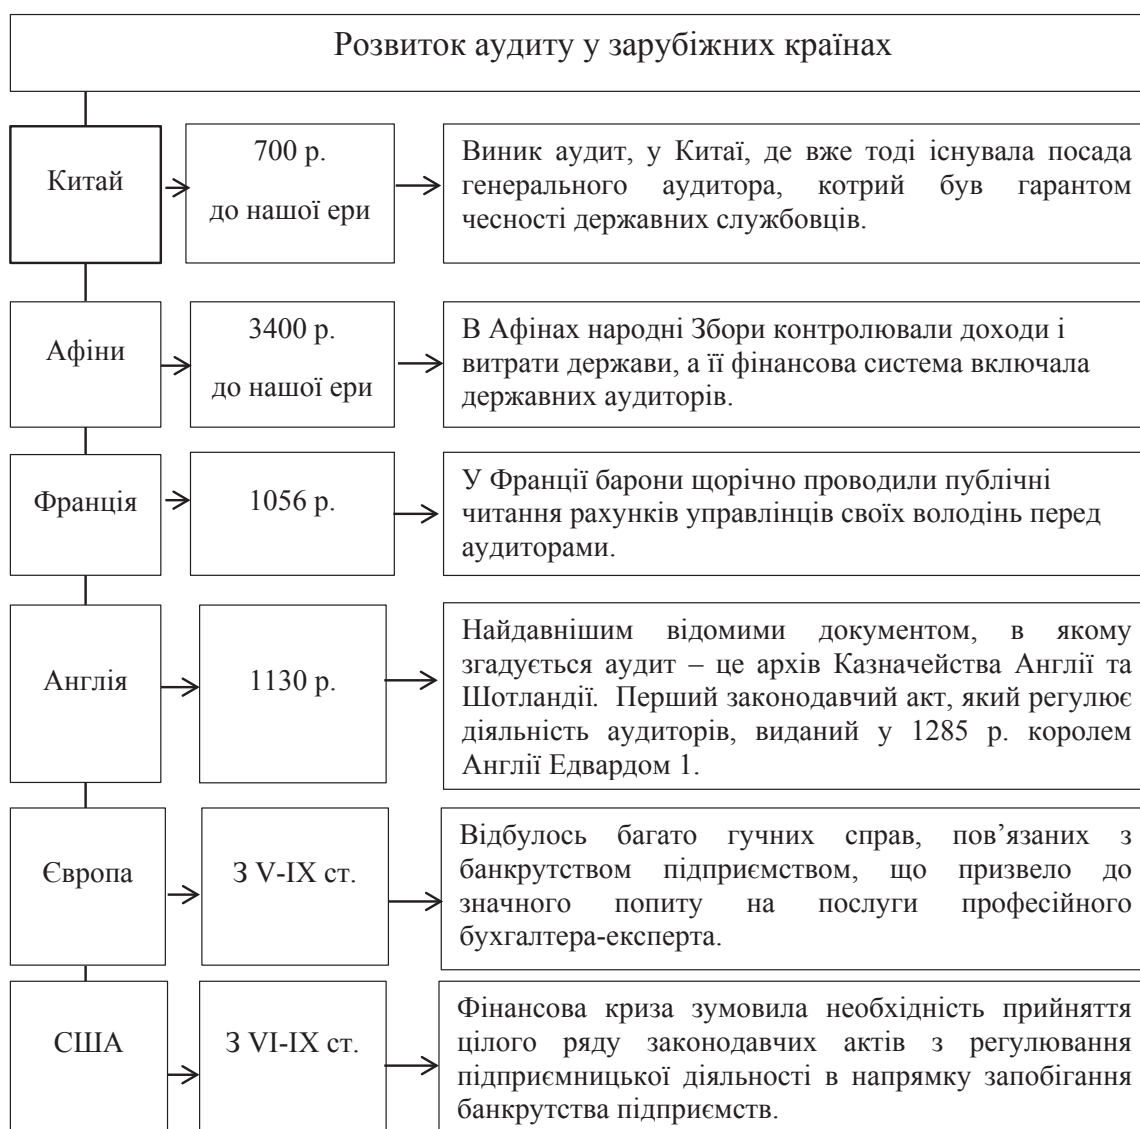 Розвиток аудиту у зарубіжних країнах
Китай
700 р.
до нашої ери
Виник аудит, у Китаї, де вже тоді існувала посада
генерального аудитора, котрий був гарантом
чесності державних службовців.
Афіни
3400 р.
до нашої ери
В Афінах народні Збори контролювали доходи і
витрати держави, а її фінансова система включала
державних аудиторів.
Франція
1056 р.
У Франції барони щорічно проводили публічні
читання рахунків управлінців своїх володінь перед
аудиторами.
Англія
1130 р.
Найдавнішим відомими документом, в якому
згадується аудит – це архів Казначейства Англії та
Шотландії. Перший законодавчий акт, який регулює
діяльність аудиторів, виданий у 1285 р. королем
Англії Едвардом 1.
Європа
З V-IX ст.
Відбулось багато гучних справ, пов’язаних з
банкрутством підприємством, що призвело до
значного попиту на послуги професійного
бухгалтера-експерта.
США
З VI-IX ст.
Фінансова криза зумовила необхідність прийняття
цілого ряду законодавчих актів з регулювання
підприємницької діяльності в напрямку запобігання
банкрутства підприємств.